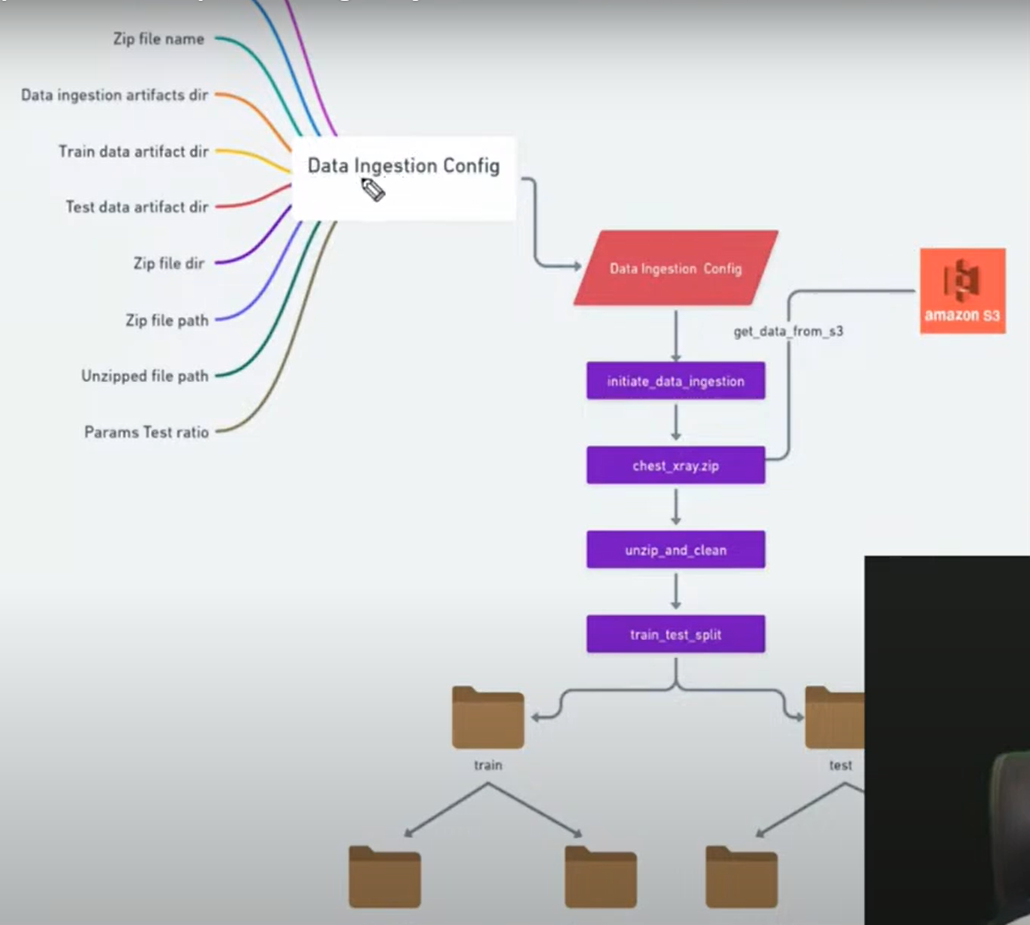 Zip file name
Data ingestion artifacts dir
Train data artifact dir
Test data artifact dir
Zip file dir
Zip file path
Unzipped file path
Params Test ratio
Data Ingestion Config
Data Ingestion Config
amazon S3
get_data_from_s3
initiate_data_ingestion
chest_xray.zip
unzip_and_clean
train_test_split
train
test